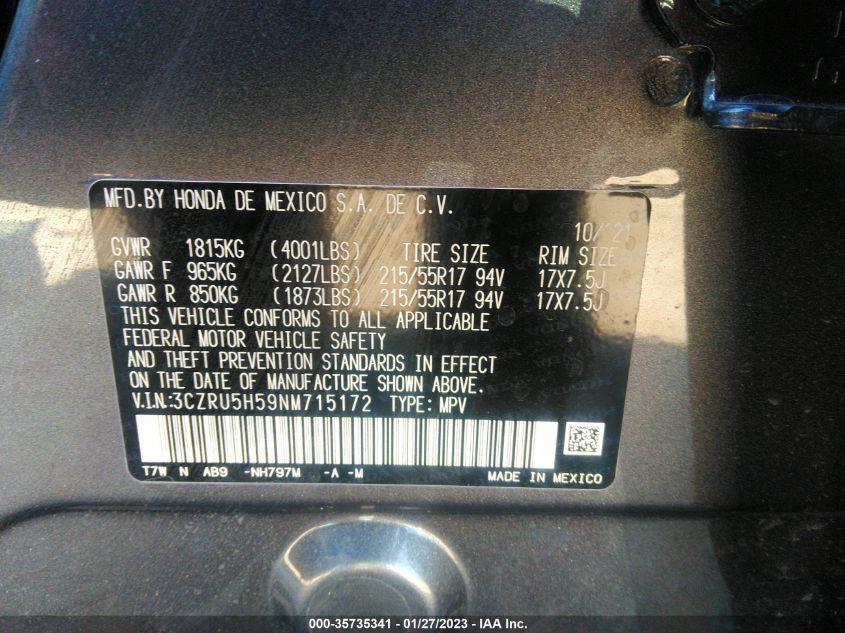 MFD.BY HONDA DE MEXICO S.A. DE C.V.
10/21
GVWR 1815KG (4001LBS) TIRE SIZE RIM SIZE
GAWR F 965KG (2127LBS) 215/55R17 94V 17X7.5J
GAWR R 850KG (1873LBS) 215/55R17 94V 17X7.5J
THIS VEHICLE CONFORMS TO ALL APPLICABLE
FEDERAL MOTOR VEHICLE SAFETY
AND THEFT PREVENTION STANDARDS IN EFFECT
ON THE DATE OF MANUFACTURE SHOWN ABOVE.
V.I.N.:3CZRU5H59NM715172 TYPE: MPV
T7W N AB9 -NH797M -A -M MADE IN MEXICO
000-35735341 - 01/27/2023 - IAA Inc.